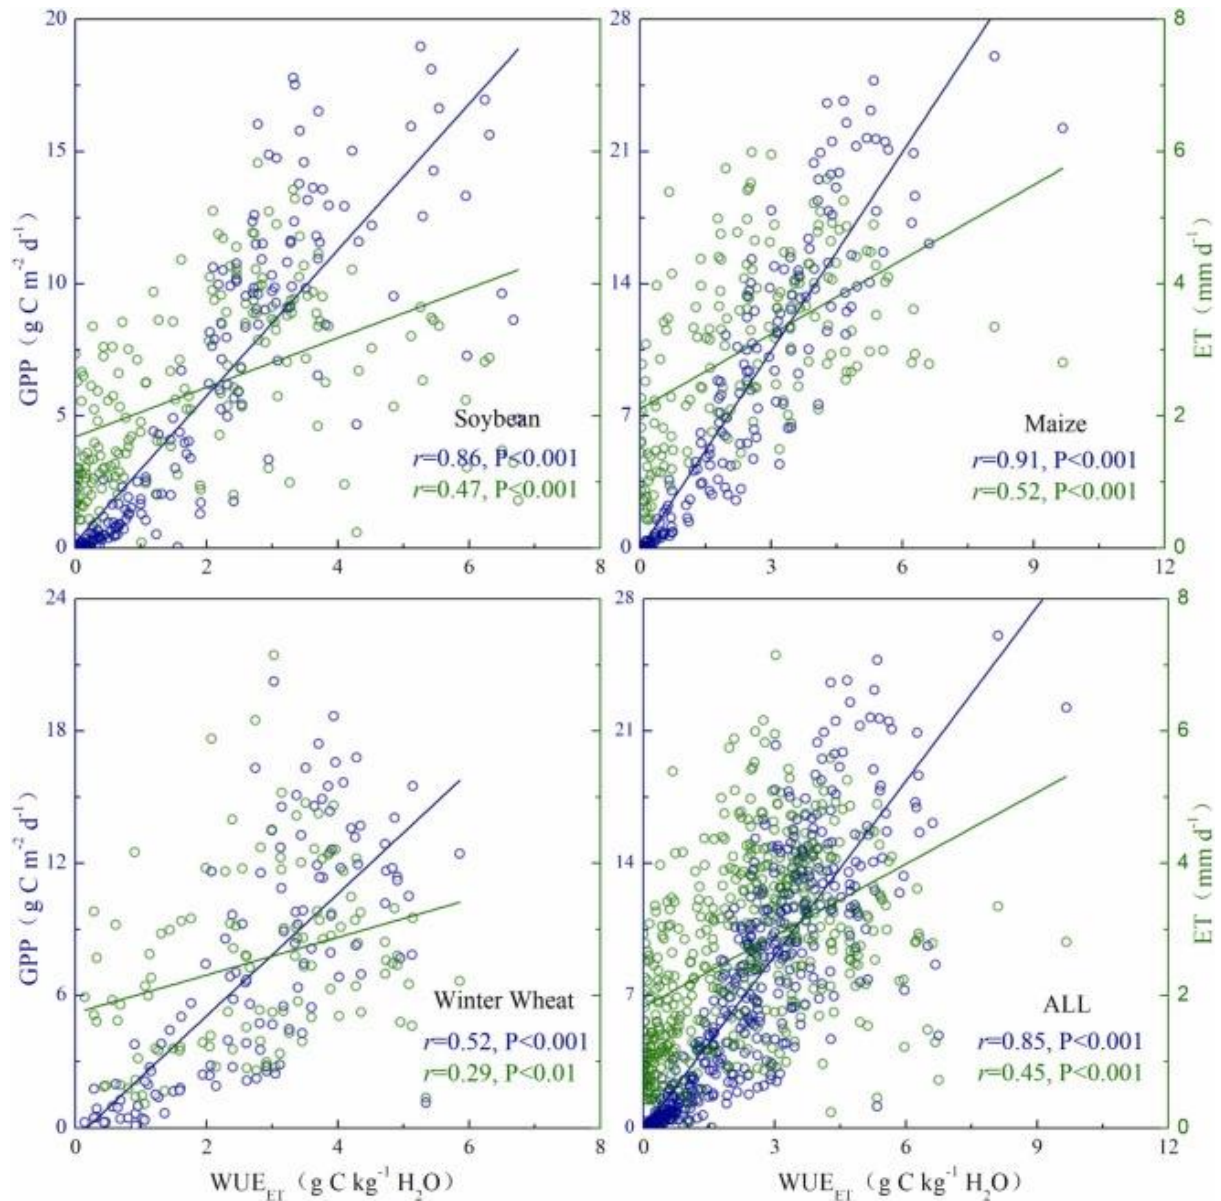 20
15
10
5
0
GPP (g C m⁻² d⁻¹)
0 2 4 6 8
Soybean
r=0.86, P<0.001
r=0.47, P<0.001
28
21
14
7
0
0 3 6 9 12
Maize
r=0.91, P<0.001
r=0.52, P<0.001
8
6
4
2
0
ET (mm d⁻¹)
24
18
12
6
0
GPP (g C m⁻² d⁻¹)
0 2 4 6 8
Winter Wheat
r=0.52, P<0.001
r=0.29, P<0.01
WUE_ET (g C kg⁻¹ H₂O)
28
21
14
7
0
0 3 6 9 12
ALL
r=0.85, P<0.001
r=0.45, P<0.001
WUE_ET (g C kg⁻¹ H₂O)
8
6
4
2
0
ET (mm d⁻¹)